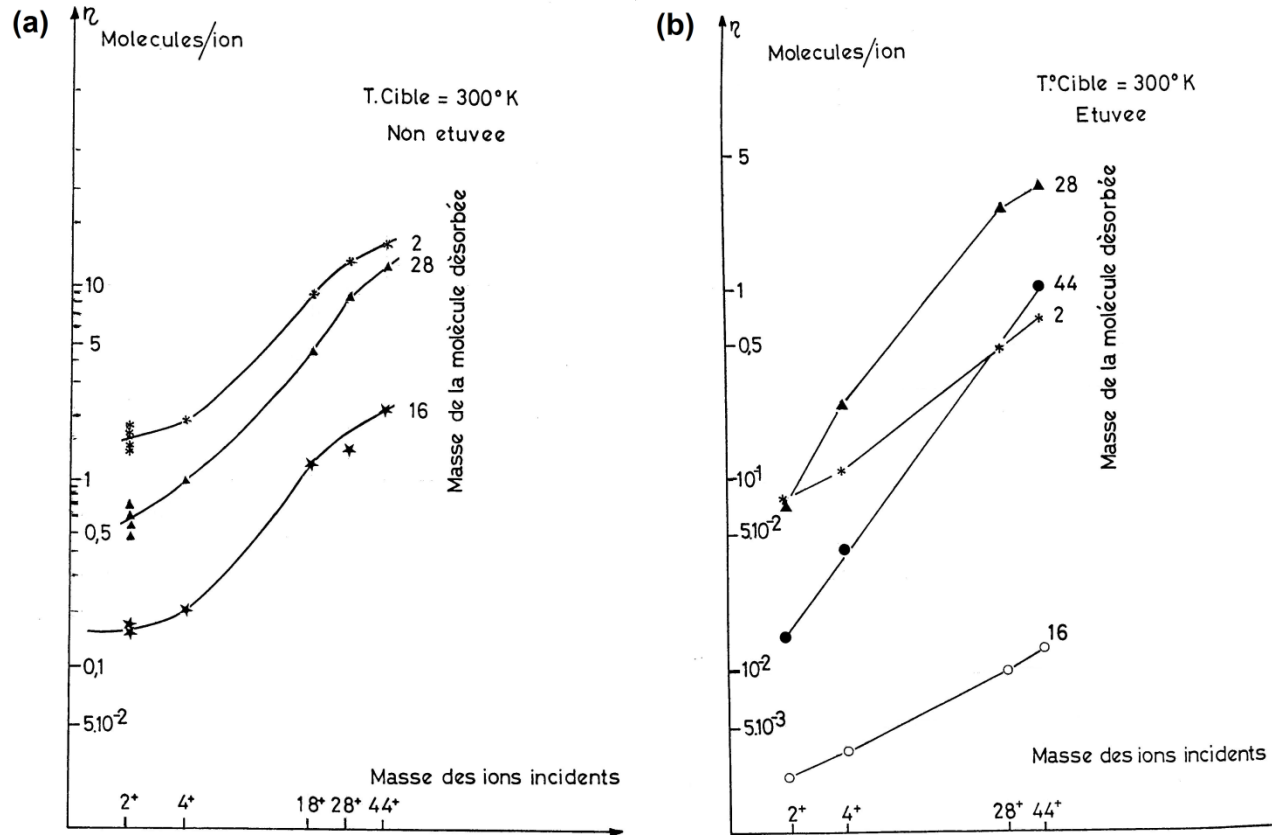 (a)
η
Molecules/ion
T.Cible = 300° K
Non etuvee
10
5
1
0,5
0,1
5.10⁻²
2
28
16
Masse de la molécule désorbée
Masse des ions incidents
2⁺ 4⁺ 18⁺ 28⁺ 44⁺
(b)
η
Molecules/ion
T.°Cible = 300° K
Etuvee
5
1
0,5
10¹
5.10⁻²
10⁻²
5.10⁻³
28
44
2
16
Masse de la molécule désorbée
Masse des ions incidents
2⁺ 4⁺ 28⁺ 44⁺